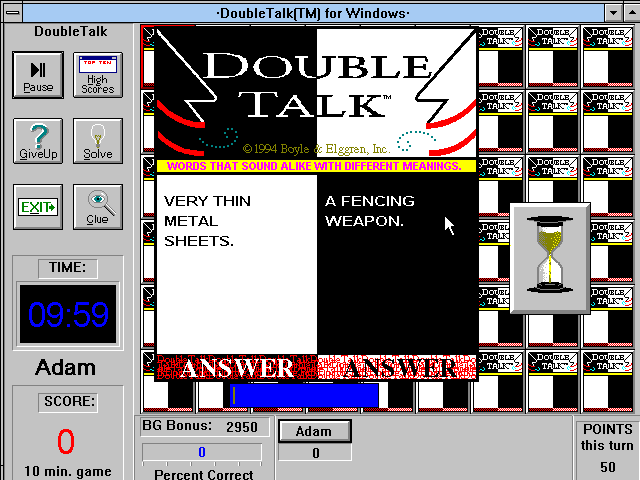 ·DoubleTalk(TM) for Windows·
DoubleTalk
Pause
TOP TEN
High
Scores
GiveUp
Solve
EXIT
Clue
TIME:
09:59
Adam
SCORE:
0
10 min. game
DOUBLE
TALK™
©1994 Boyle & Elggren, Inc.
WORDS THAT SOUND ALIKE WITH DIFFERENT MEANINGS.
VERY THIN
METAL
SHEETS.
A FENCING
WEAPON.
ANSWER
ANSWER
BG Bonus: 2950
0
Percent Correct
Adam
0
POINTS
this turn
50
DOUBLE
TALK